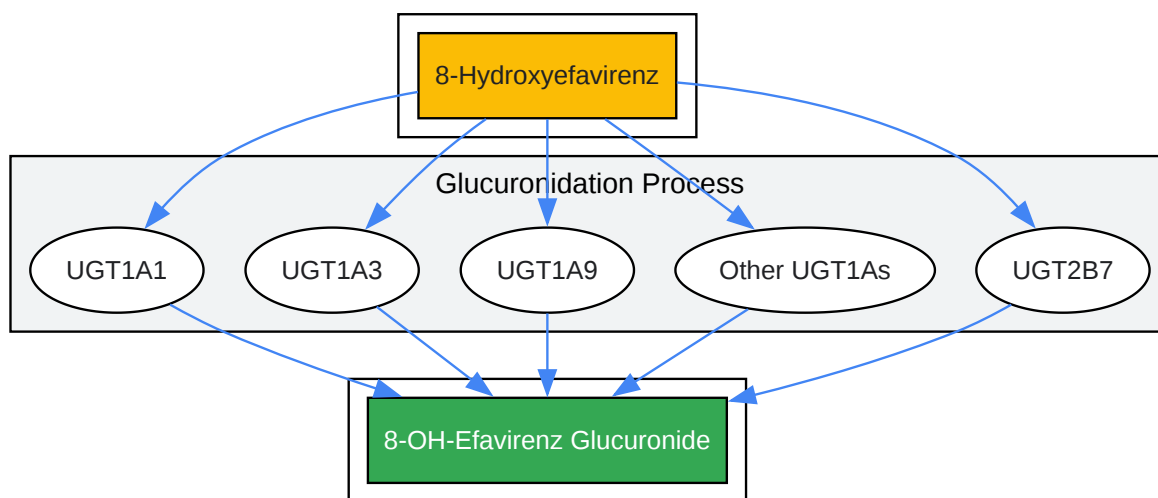 8-Hydroxyefavirenz
Glucuronidation Process
UGT1A1
UGT1A3
UGT1A9
Other UGT1As
UGT2B7
8-OH-Efavirenz Glucuronide